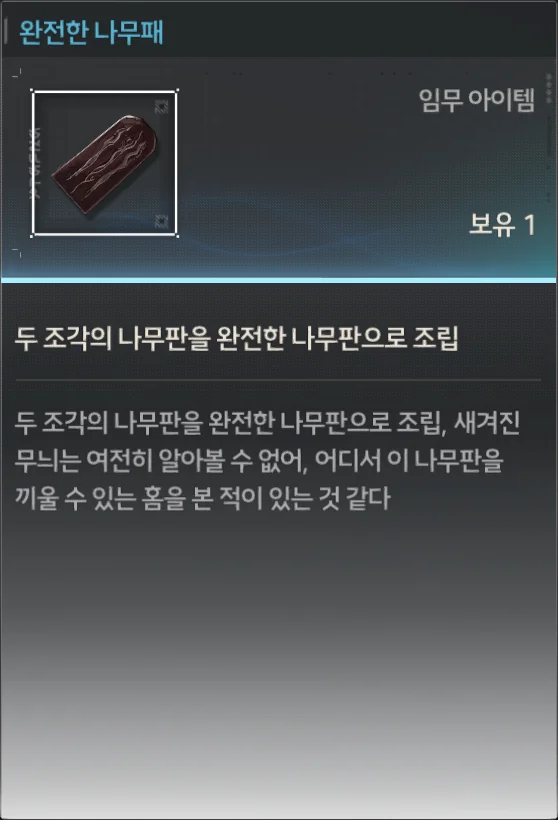 완전한 나무패
임무 아이템
보유 1
두 조각의 나무판을 완전한 나무판으로 조립
두 조각의 나무판을 완전한 나무판으로 조립, 새겨진
무늬는 여전히 알아볼 수 없어, 어디서 이 나무판을
끼울 수 있는 홈을 본 적이 있는 것 같다